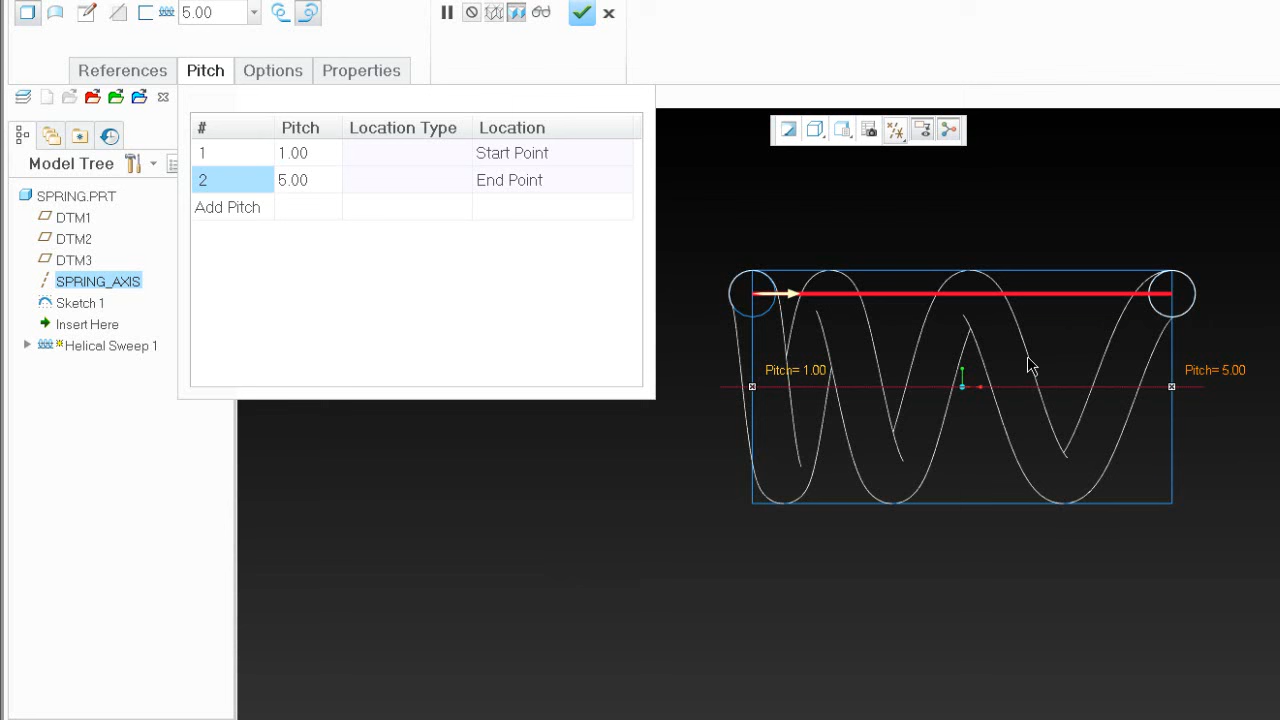 5.00
References Pitch Options Properties
# Pitch Location Type Location
1 1.00 Start Point
2 5.00 End Point
Add Pitch
Model Tree
SPRING.PRT
DTM1
DTM2
DTM3
SPRING_AXIS
Sketch 1
Insert Here
Helical Sweep 1
Pitch= 1.00
Pitch= 5.00